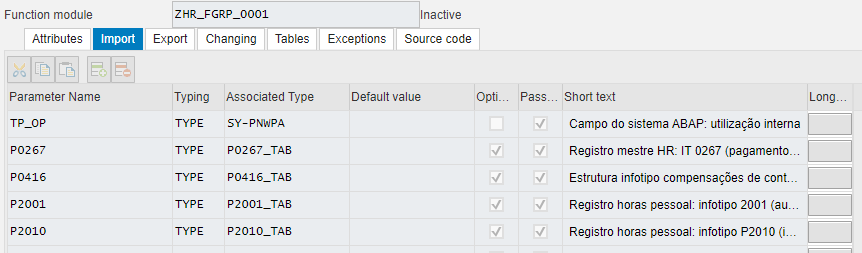 Function module ZHR_FGRP_0001 Inactive
Attributes Import Export Changing Tables Exceptions Source code
Parameter Name Typing Associated Type Default value Opti... Pass... Short text Long...
TP_OP TYPE SY-PNWPA Campo do sistema ABAP: utilização interna
P0267 TYPE P0267_TAB Registro mestre HR: IT 0267 (pagamento...
P0416 TYPE P0416_TAB Estrutura infotipo compensações de cont...
P2001 TYPE P2001_TAB Registro horas pessoal: infotipo 2001 (au...
P2010 TYPE P2010_TAB Registro horas pessoal: infotipo P2010 (i...